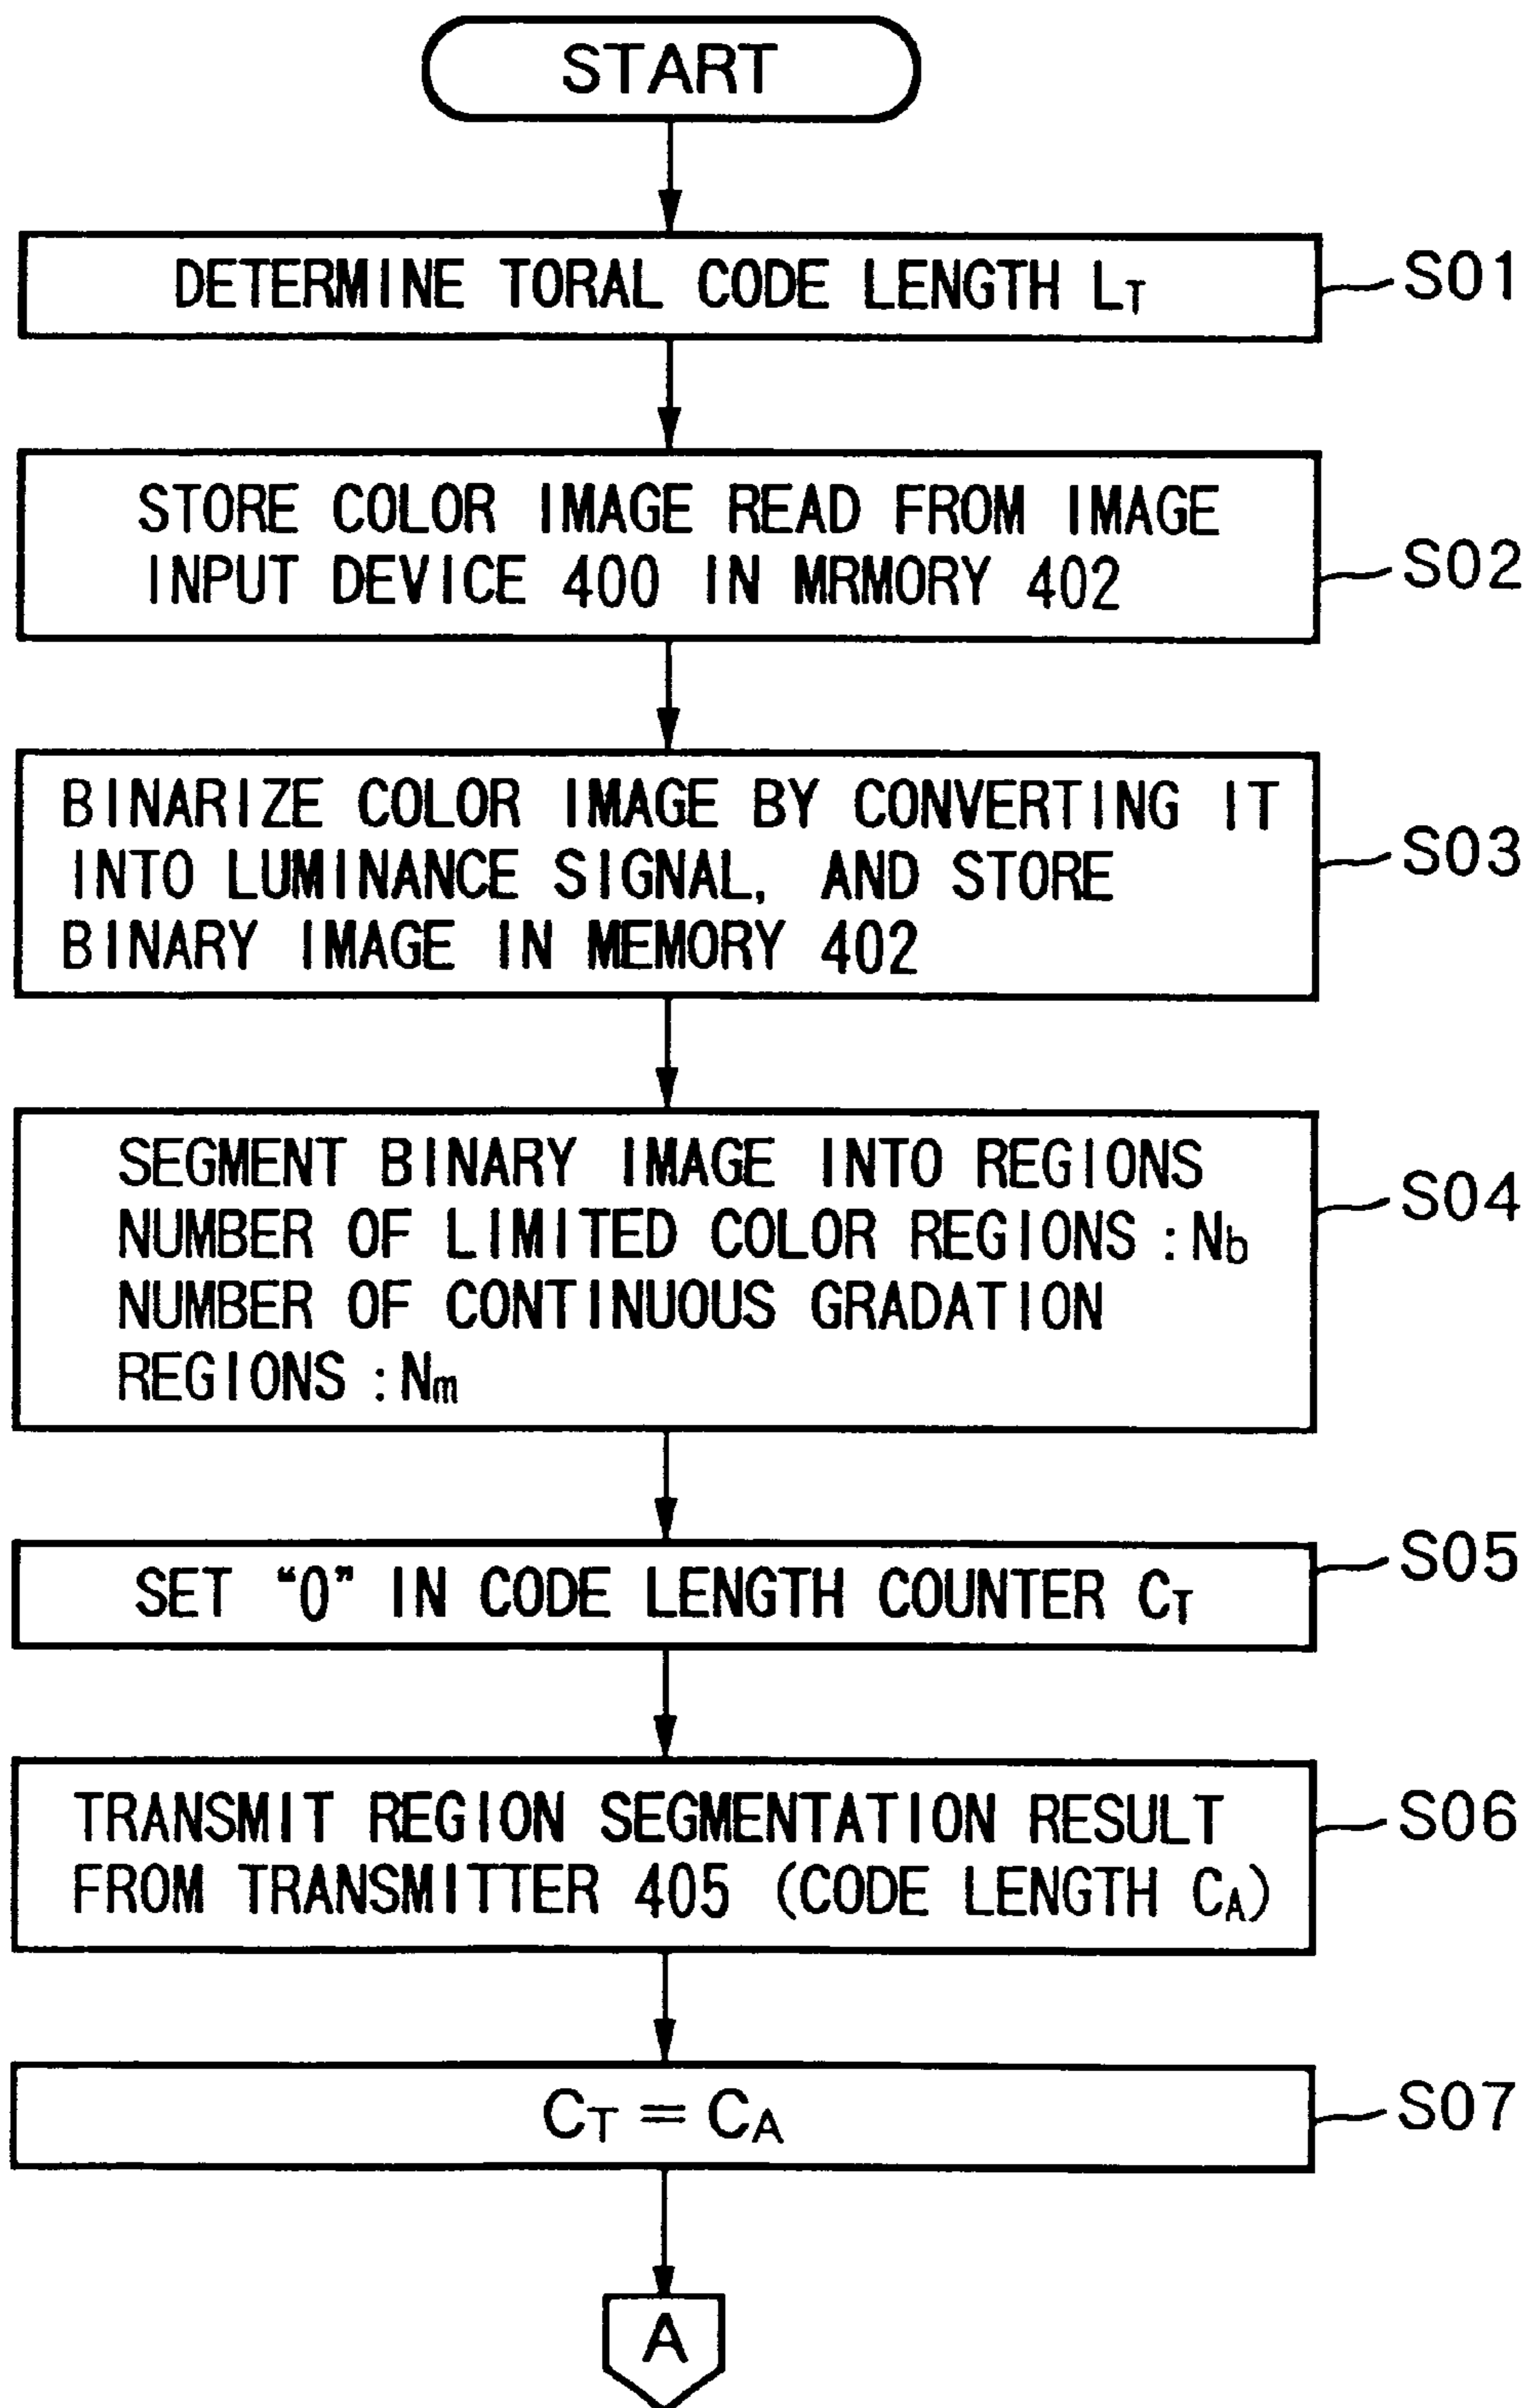 START
DETERMINE TORAL CODE LENGTH LT
S01
STORE COLOR IMAGE READ FROM IMAGE
INPUT DEVICE 400 IN MRMORY 402
S02
BINARIZE COLOR IMAGE BY CONVERTING IT
INTO LUMINANCE SIGNAL, AND STORE
BINARY IMAGE IN MEMORY 402
S03
SEGMENT BINARY IMAGE INTO REGIONS
NUMBER OF LIMITED COLOR REGIONS : Nb
NUMBER OF CONTINUOUS GRADATION
REGIONS : Nm
S04
SET “0” IN CODE LENGTH COUNTER CT
S05
TRANSMIT REGION SEGMENTATION RESULT
FROM TRANSMITTER 405 (CODE LENGTH CA)
S06
CT = CA
S07
A